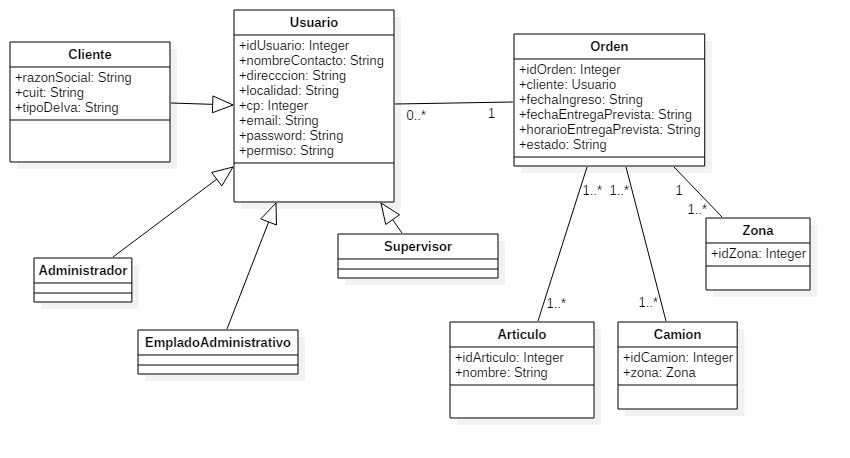 Cliente
+razonSocial: String
+cuit: String
+tipoDeIva: String
Usuario
+idUsuario: Integer
+nombreContacto: String
+direcccion: String
+localidad: String
+cp: Integer
+email: String
+password: String
+permiso: String
0..*
1
Orden
+idOrden: Integer
+cliente: Usuario
+fechaIngreso: String
+fechaEntregaPrevista: String
+horarioEntregaPrevista: String
+estado: String
1..*
1..*
1
1..*
Zona
+idZona: Integer
Administrador
Supervisor
EmpladoAdministrativo
1..*
1..*
Articulo
+idArticulo: Integer
+nombre: String
Camion
+idCamion: Integer
+zona: Zona